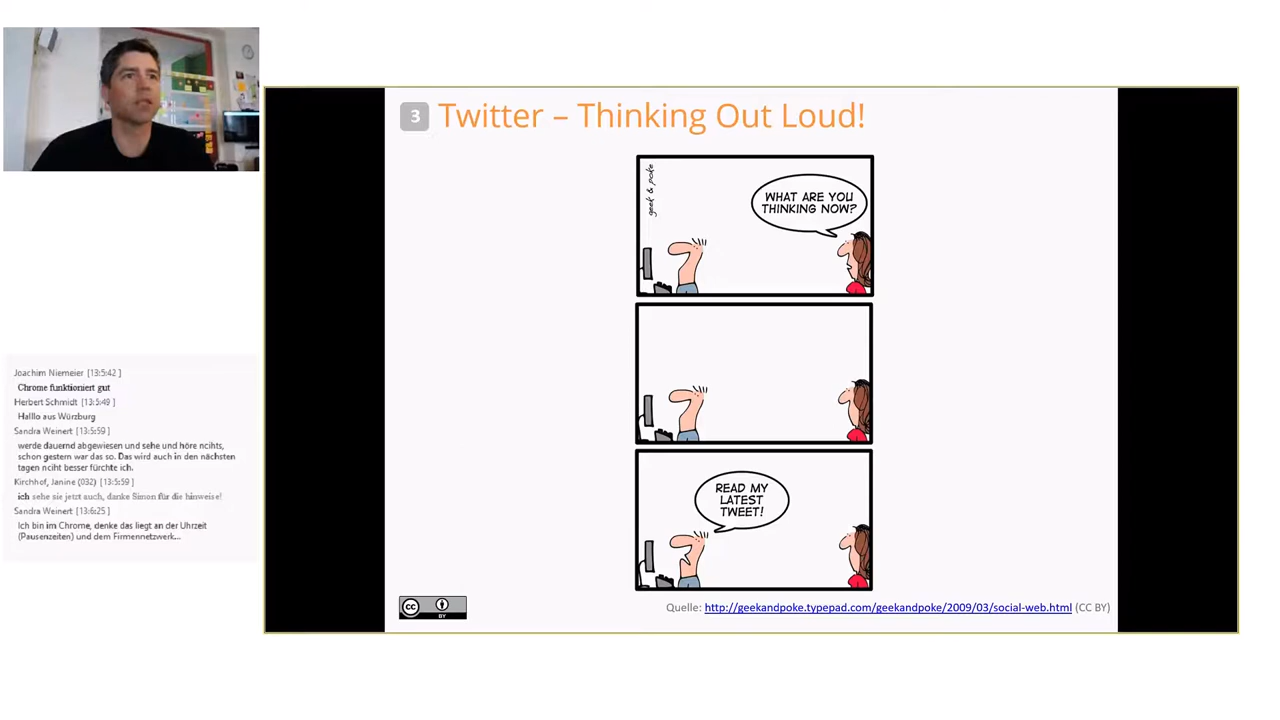 3 Twitter – Thinking Out Loud!
geek & poke
WHAT ARE YOU
THINKING NOW?
READ MY
LATEST
TWEET!
cc
BY
Quelle: http://geekandpoke.typepad.com/geekandpoke/2009/03/social-web.html (CC BY)
Joachim Niemeier [13:5:42 ]
Chrome funktioniert gut
Herbert Schmidt [13:5:49 ]
Halllo aus Würzburg
Sandra Weinert [13:5:59 ]
werde dauernd abgewiesen und sehe und höre ncihts,
schon gestern war das so. Das wird auch in den nächsten
tagen nciht besser fürchte ich.
Kirchhof, Janine (032) [13:5:59 ]
ich sehe sie jetzt auch, danke Simon für die hinweise!
Sandra Weinert [13:6:25 ]
Ich bin im Chrome, denke das liegt an der Uhrzeit
(Pausenzeiten) und dem Firmennetzwerk...